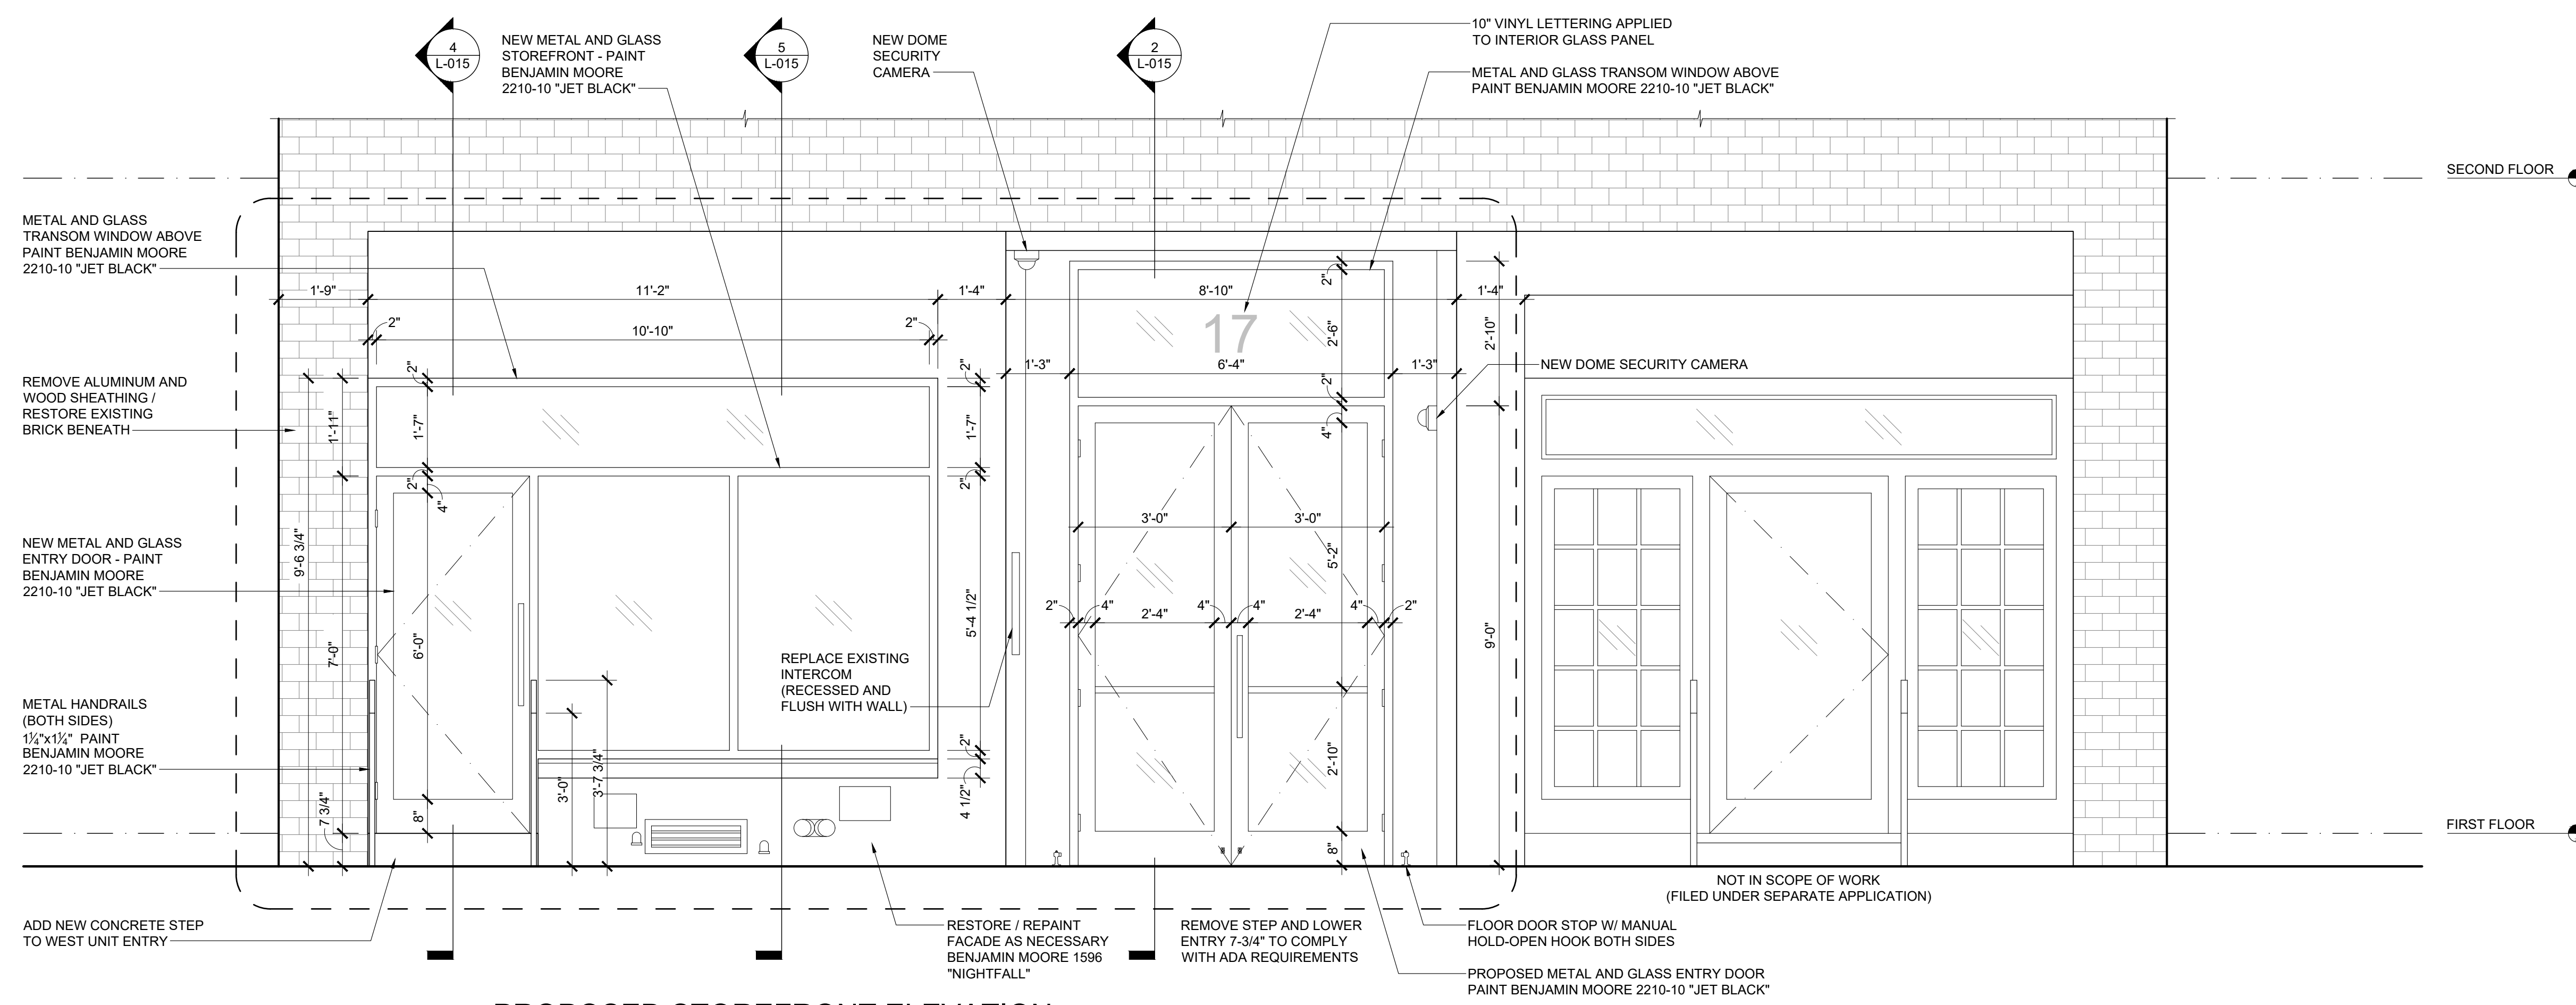 4
L-015
NEW METAL AND GLASS
STOREFRONT - PAINT
BENJAMIN MOORE
2210-10 "JET BLACK"
5
L-015
NEW DOME
SECURITY
CAMERA
2
L-015
10" VINYL LETTERING APPLIED
TO INTERIOR GLASS PANEL
METAL AND GLASS TRANSOM WINDOW ABOVE
PAINT BENJAMIN MOORE 2210-10 "JET BLACK"
SECOND FLOOR
METAL AND GLASS
TRANSOM WINDOW ABOVE
PAINT BENJAMIN MOORE
2210-10 "JET BLACK"
1'-9"
11'-2"
1'-4"
8'-10"
1'-4"
2"
10'-10"
2"
17
2"
2'-6"
2"
2'-10"
1'-3"
6'-4"
1'-3"
NEW DOME SECURITY CAMERA
REMOVE ALUMINUM AND
WOOD SHEATHING /
RESTORE EXISTING
BRICK BENEATH
1'-11"
2"
1'-7"
2"
4"
2"
1'-7"
2"
4"
9'-6 3/4"
NEW METAL AND GLASS
ENTRY DOOR - PAINT
BENJAMIN MOORE
2210-10 "JET BLACK"
7'-0"
6'-0"
5'-4 1/2"
3'-0"
3'-0"
5'-2"
2"
4"
2'-4"
4"
4"
2'-4"
4"
2"
9'-0"
REPLACE EXISTING
INTERCOM
(RECESSED AND
FLUSH WITH WALL)
METAL HANDRAILS
(BOTH SIDES)
1¼"x1¼" PAINT
BENJAMIN MOORE
2210-10 "JET BLACK"
7 3/4"
8"
3'-0"
3'-7 3/4"
2"
4 1/2"
2'-10"
8"
FIRST FLOOR
NOT IN SCOPE OF WORK
(FILED UNDER SEPARATE APPLICATION)
ADD NEW CONCRETE STEP
TO WEST UNIT ENTRY
RESTORE / REPAINT
FACADE AS NECESSARY
BENJAMIN MOORE 1596
"NIGHTFALL"
REMOVE STEP AND LOWER
ENTRY 7-3/4" TO COMPLY
WITH ADA REQUIREMENTS
FLOOR DOOR STOP W/ MANUAL
HOLD-OPEN HOOK BOTH SIDES
PROPOSED METAL AND GLASS ENTRY DOOR
PAINT BENJAMIN MOORE 2210-10 "JET BLACK"
PROPOSED STOREFRONT ELEVATION